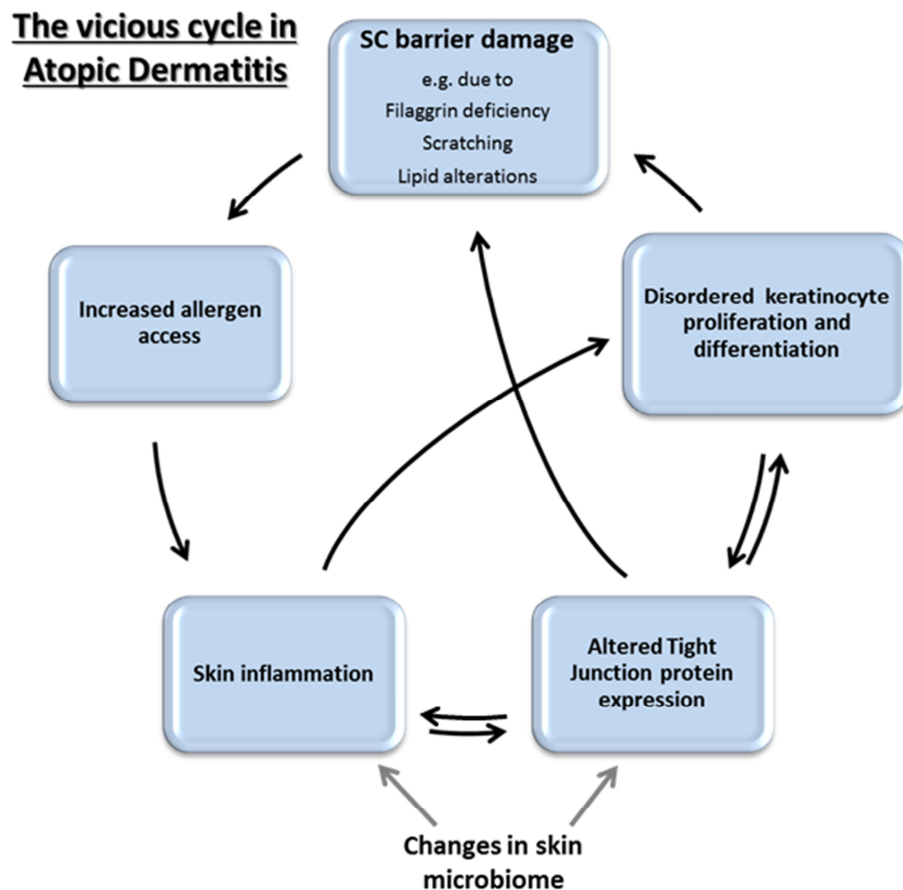 The vicious cycle in
Atopic Dermatitis
SC barrier damage
e.g. due to
Filaggrin deficiency
Scratching
Lipid alterations
Increased allergen
access
Disordered keratinocyte
proliferation and
differentiation
Skin inflammation
Altered Tight
Junction protein
expression
Changes in skin
microbiome